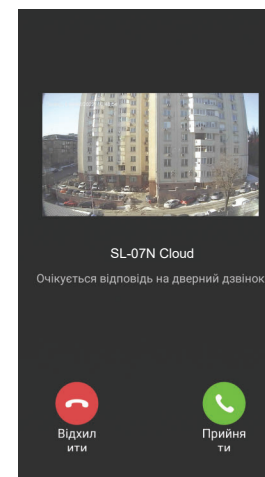 SL-07N Cloud
Очікується відповідь на дверний дзвінок
Відхил
ити
Прийня
ти